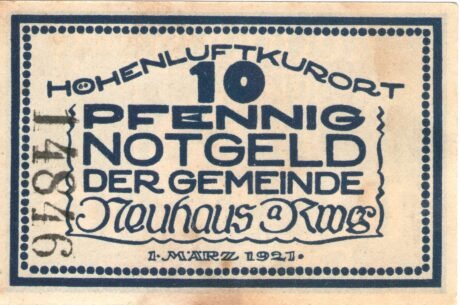 HÖHENLUFTKURORT
10
PFENNIG
NOTGELD
DER GEMEINDE
Neuhaus a Rwg
1. MÄRZ 1921.
14846